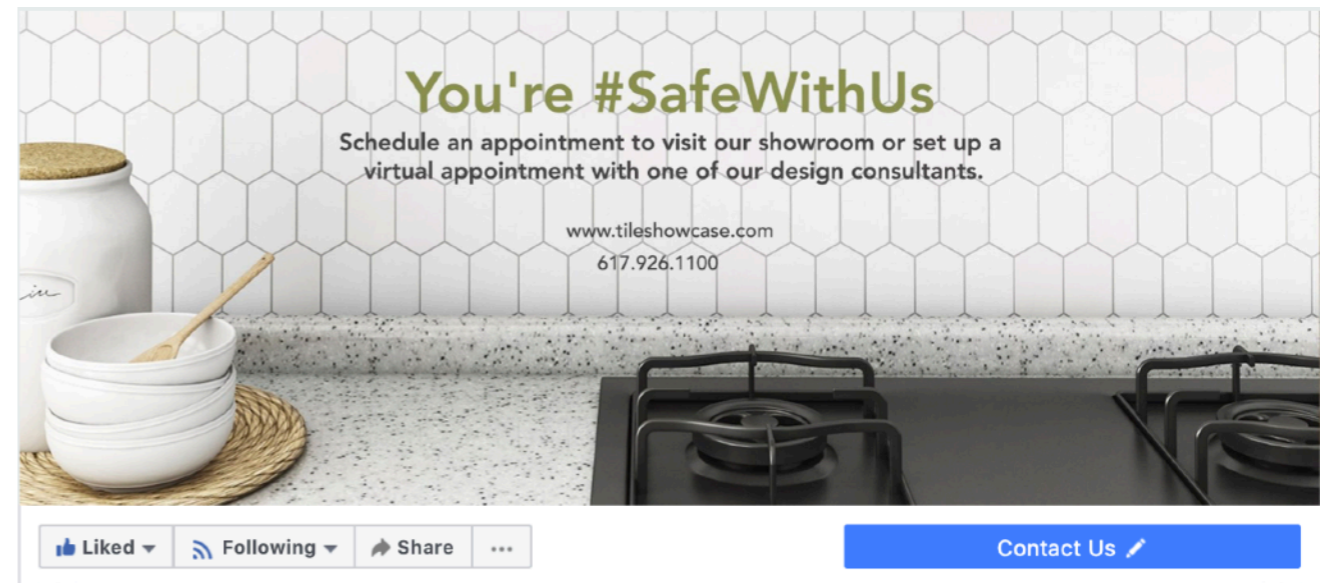 You're #SafeWithUs
Schedule an appointment to visit our showroom or set up a
virtual appointment with one of our design consultants.
www.tileshowcase.com
617.926.1100
Liked
Following
Share
...
Contact Us